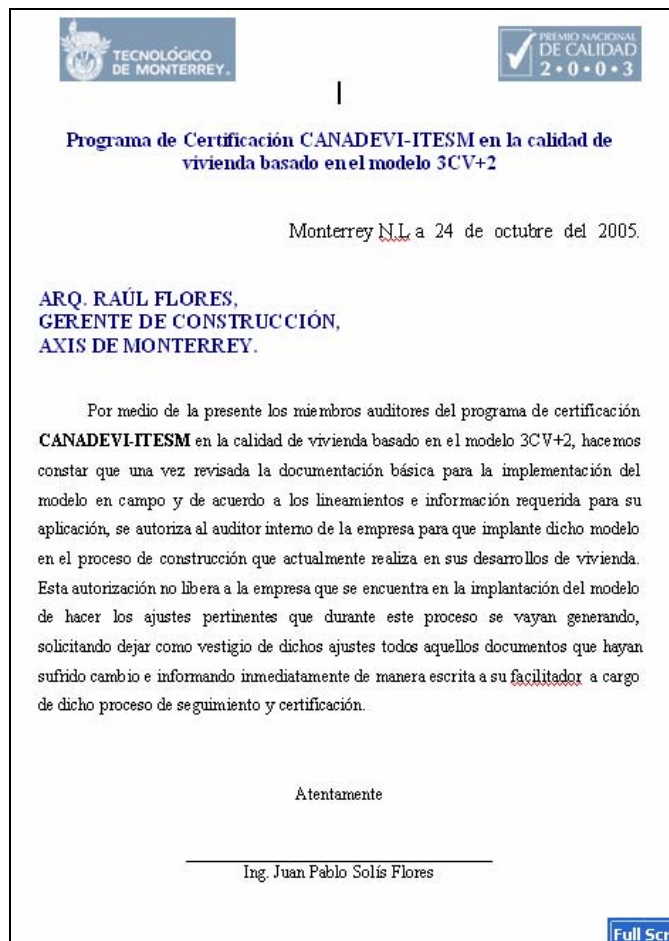 TECNOLÓGICO
DE MONTERREY.
PREMIO NACIONAL
DE CALIDAD
2•0•0•3
Programa de Certificación CANADEVI-ITESM en la calidad de
vivienda basado en el modelo 3CV+2
Monterrey N.L a 24 de octubre del 2005.
ARQ. RAÚL FLORES,
GERENTE DE CONSTRUCCIÓN,
AXIS DE MONTERREY.
Por medio de la presente los miembros auditores del programa de certificación
CANADEVI-ITESM en la calidad de vivienda basado en el modelo 3CV+2, hacemos
constar que una vez revisada la documentación básica para la implementación del
modelo en campo y de acuerdo a los lineamientos e información requerida para su
aplicación, se autoriza al auditor interno de la empresa para que implante dicho modelo
en el proceso de construcción que actualmente realiza en sus desarrollos de vivienda.
Esta autorización no libera a la empresa que se encuentra en la implantación del modelo
de hacer los ajustes pertinentes que durante este proceso se vayan generando,
solicitando dejar como vestigio de dichos ajustes todos aquellos documentos que hayan
sufrido cambio e informando inmediatamente de manera escrita a su facilitador a cargo
de dicho proceso de seguimiento y certificación.
Atentamente
Ing. Juan Pablo Solís Flores
Full Scr